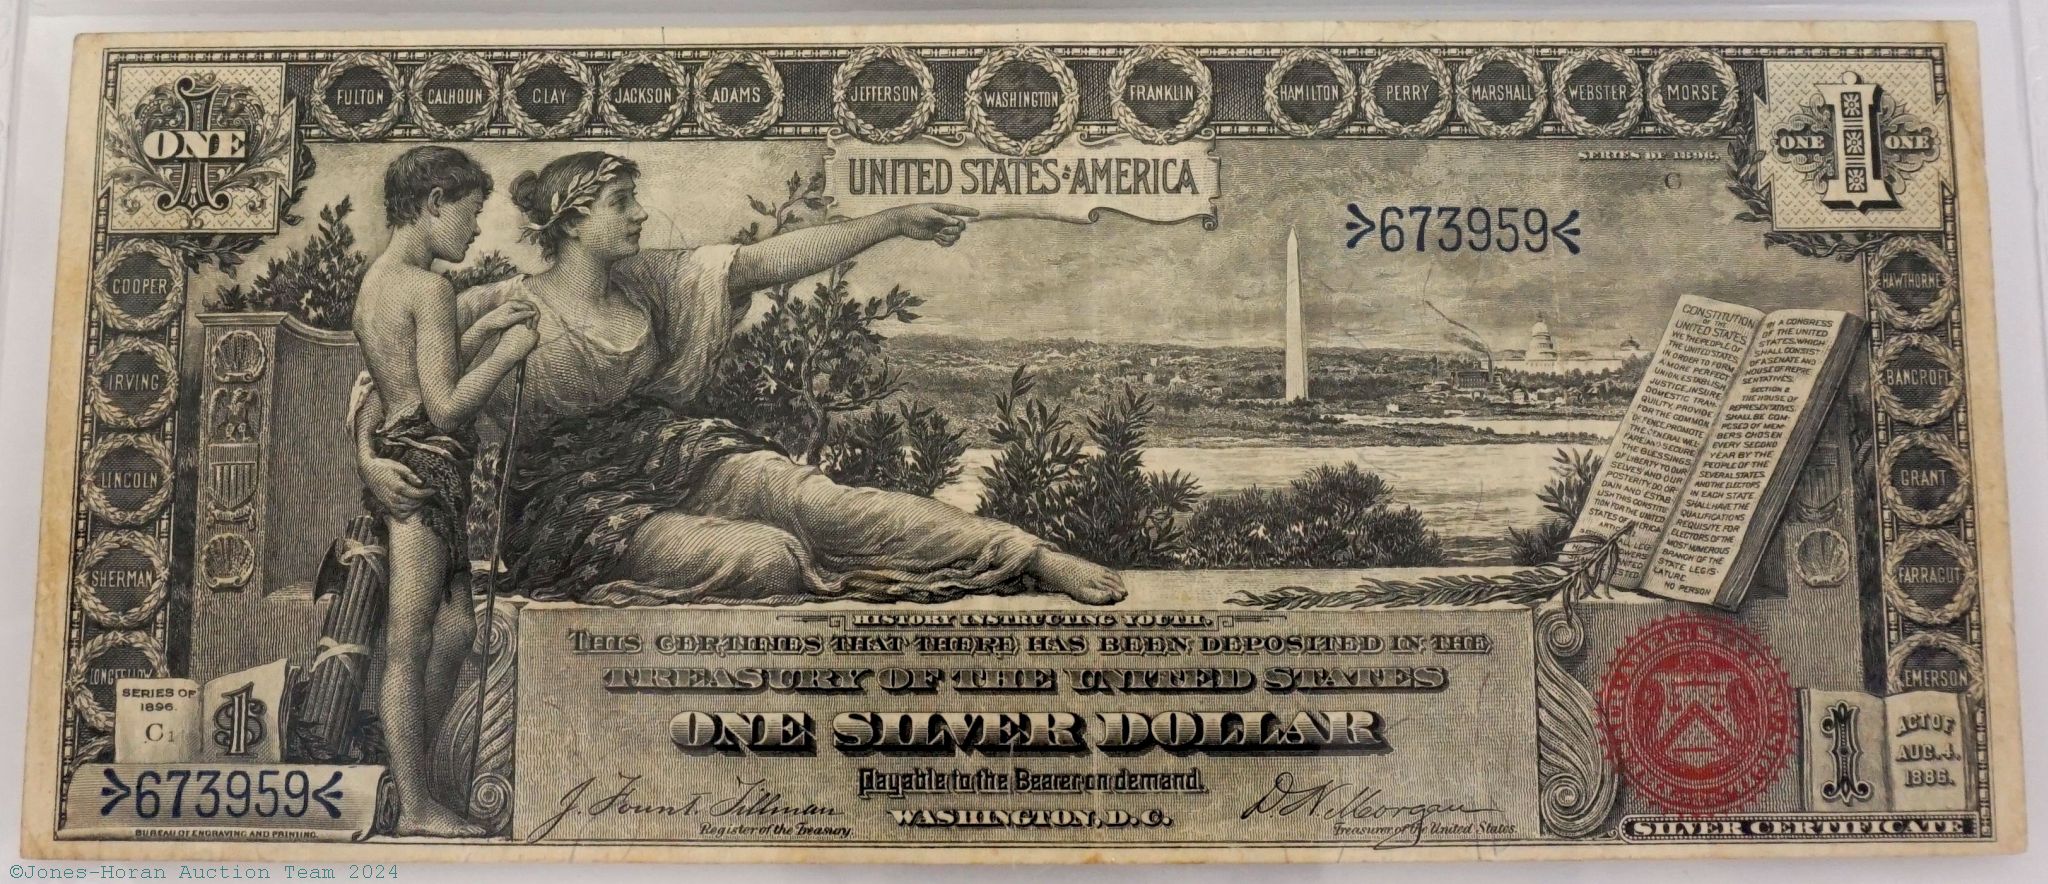 FULTON CALHOUN CLAY JACKSON ADAMS JEFFERSON WASHINGTON FRANKLIN HAMILTON PERRY MARSHALL WEBSTER MORSE
ONE
ONE ONE
UNITED STATES OF AMERICA
SERIES OF 1896.
C
673959
COOPER
IRVING
LINCOLN
SHERMAN
LONGFELLOW
HAWTHORNE
BANCROFT
GRANT
FARRAGUT
EMERSON
CONSTITUTION
OF THE
UNITED STATES
WE THE PEOPLE OF
THE UNITED STATES
IN ORDER TO FORM
A MORE PERFECT
UNION, ESTABLISH
JUSTICE, INSURE
DOMESTIC TRAN-
QUILITY, PROVIDE
FOR THE COMMON
DEFENCE, PROMOTE
THE GENERAL WEL-
FARE, AND SECURE
THE BLESSINGS
OF LIBERTY TO OUR
SELVES AND OUR
POSTERITY, DO OR-
DAIN AND ESTAB-
LISH THIS CONSTITU-
TION FOR THE UNITED
STATES OF AMERICA
IN A CONGRESS
OF THE UNITED
STATES, WHICH
SHALL CONSIST
OF A SENATE AND
HOUSE OF REPRE-
SENTATIVES.
SECTION 2
THE HOUSE OF
REPRESENTATIVES
SHALL BE COM-
POSED OF MEM-
BERS CHOSEN
EVERY SECOND
YEAR BY THE
PEOPLE OF THE
SEVERAL STATES
AND THE ELECTORS
IN EACH STATE
SHALL HAVE THE
QUALIFICATIONS
REQUISITE FOR
ELECTORS OF THE
MOST NUMEROUS
BRANCH OF THE
STATE LEGIS-
LATURE
NO PERSON
HISTORY INSTRUCTING YOUTH.
THIS CERTIFIES THAT THERE HAS BEEN DEPOSITED IN THE
TREASURY OF THE UNITED STATES
ONE SILVER DOLLAR
Payable to the Bearer on demand.
WASHINGTON, D.C.
J. Fount. Tillman
Register of the Treasury.
D. N. Morgan
Treasurer of the United States.
SERIES OF
1896.
C 1
1
673959
BUREAU OF ENGRAVING AND PRINTING.
1
ACT OF
AUG. 4.
1886.
SILVER CERTIFICATE
©Jones-Horan Auction Team 2024